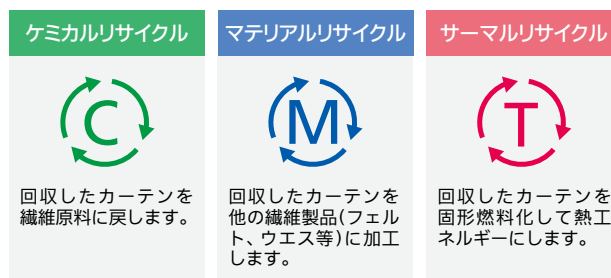 ケミカルリサイクル
C
回収したカーテンを
繊維原料に戻します。
マテリアルリサイクル
M
回収したカーテンを
他の繊維製品(フェル
ト、ウエス等)に加工
します。
サーマルリサイクル
T
回収したカーテンを
固形燃料化して熱エ
ネルギーにします。